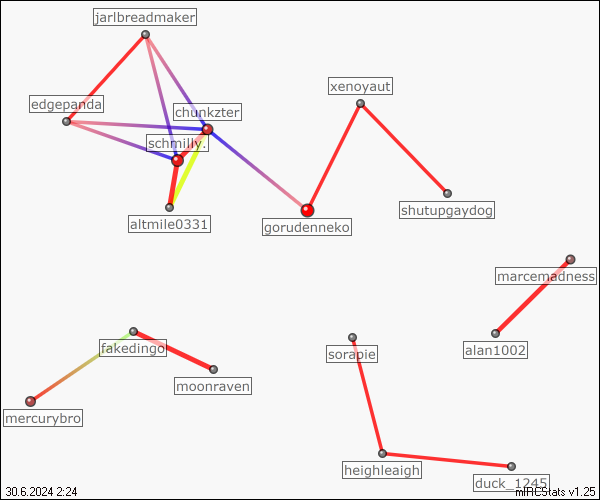 jarlbreadmaker
xenoyaut
edgepanda
chunkzter
schmilly.
altmile0331
gorudenneko
shutupgaydog
marcemadness
alan1002
fakedingo
sorapie
moonraven
mercurybro
heighleaigh
duck_1245
30.6.2024 2:24
mIRCStats v1.25